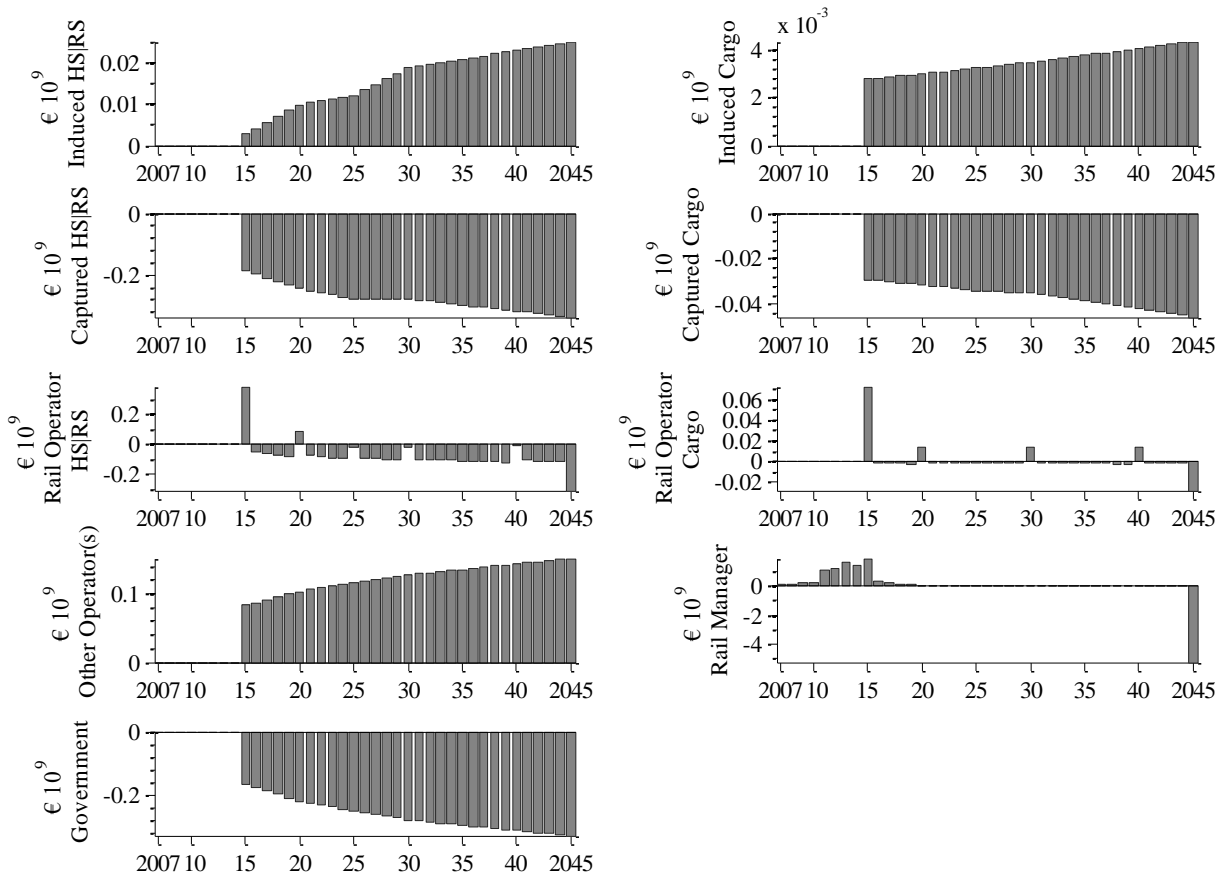 x 10 -3
€ 10 9
Induced HS|RS
0.02
0.01
0
2007 10 15 20 25 30 35 40 2045
€ 10 9
Induced Cargo
4
2
0
2007 10 15 20 25 30 35 40 2045
€ 10 9
Captured HS|RS
0
-0.2
2007 10 15 20 25 30 35 40 2045
€ 10 9
Captured Cargo
0
-0.02
-0.04
2007 10 15 20 25 30 35 40 2045
€ 10 9
Rail Operator
HS|RS
0.2
0
-0.2
2007 10 15 20 25 30 35 40 2045
€ 10 9
Rail Operator
Cargo
0.06
0.04
0.02
0
-0.02
2007 10 15 20 25 30 35 40 2045
€ 10 9
Other Operator(s)
0.1
0
2007 10 15 20 25 30 35 40 2045
€ 10 9
Rail Manager
0
-2
-4
2007 10 15 20 25 30 35 40 2045
€ 10 9
Government
0
-0.2
2007 10 15 20 25 30 35 40 2045